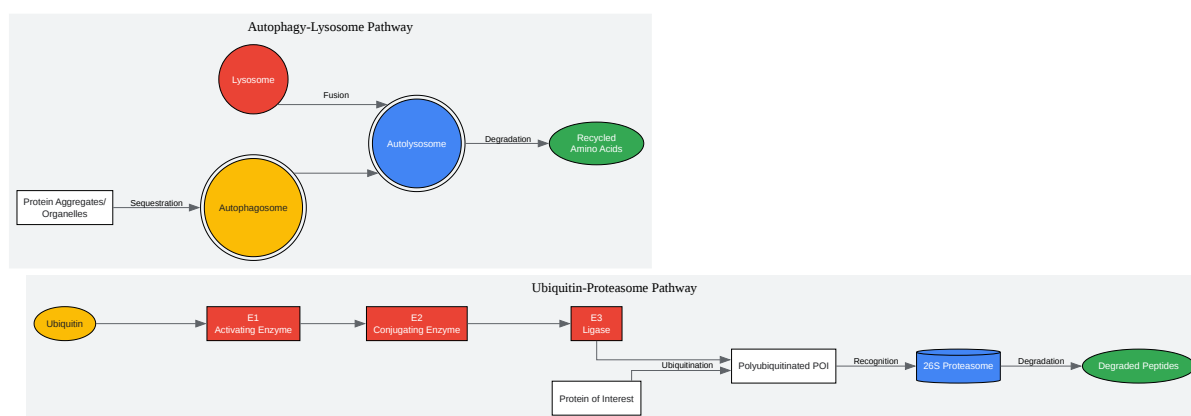 Autophagy-Lysosome Pathway
Lysosome
Fusion
Autolysosome
Degradation
Recycled
Amino Acids
Protein Aggregates/
Organelles
Sequestration
Autophagosome
Ubiquitin-Proteasome Pathway
Ubiquitin
E1
Activating Enzyme
E2
Conjugating Enzyme
E3
Ligase
Ubiquitination
Protein of Interest
Polyubiquitinated POI
Recognition
26S Proteasome
Degradation
Degraded Peptides